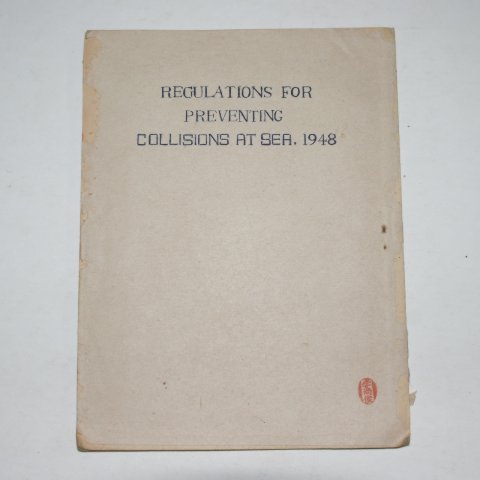 REGULATIONS FOR
PREVENTING
COLLISIONS AT SEA, 1948